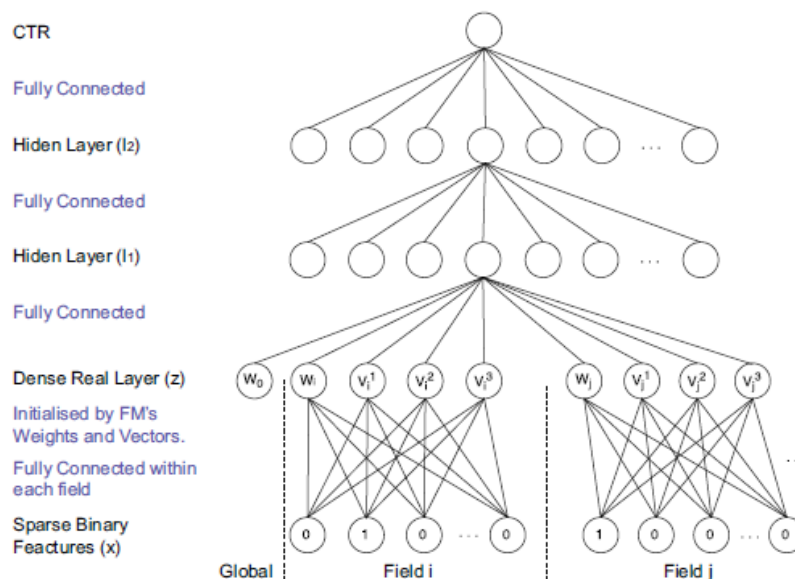 CTR
Fully Connected
Hiden Layer (l2)
...
Fully Connected
Hiden Layer (l1)
...
Fully Connected
Dense Real Layer (z)
W0 Wi Vi1 Vi2 Vi3 Wj Vj1 Vj2 Vj3
Initialised by FM's
Weights and Vectors.
Fully Connected within
each field
Sparse Binary
Feactures (x)
0 1 0 ... 0 1 0 0 ... 0
Global Field i Field j